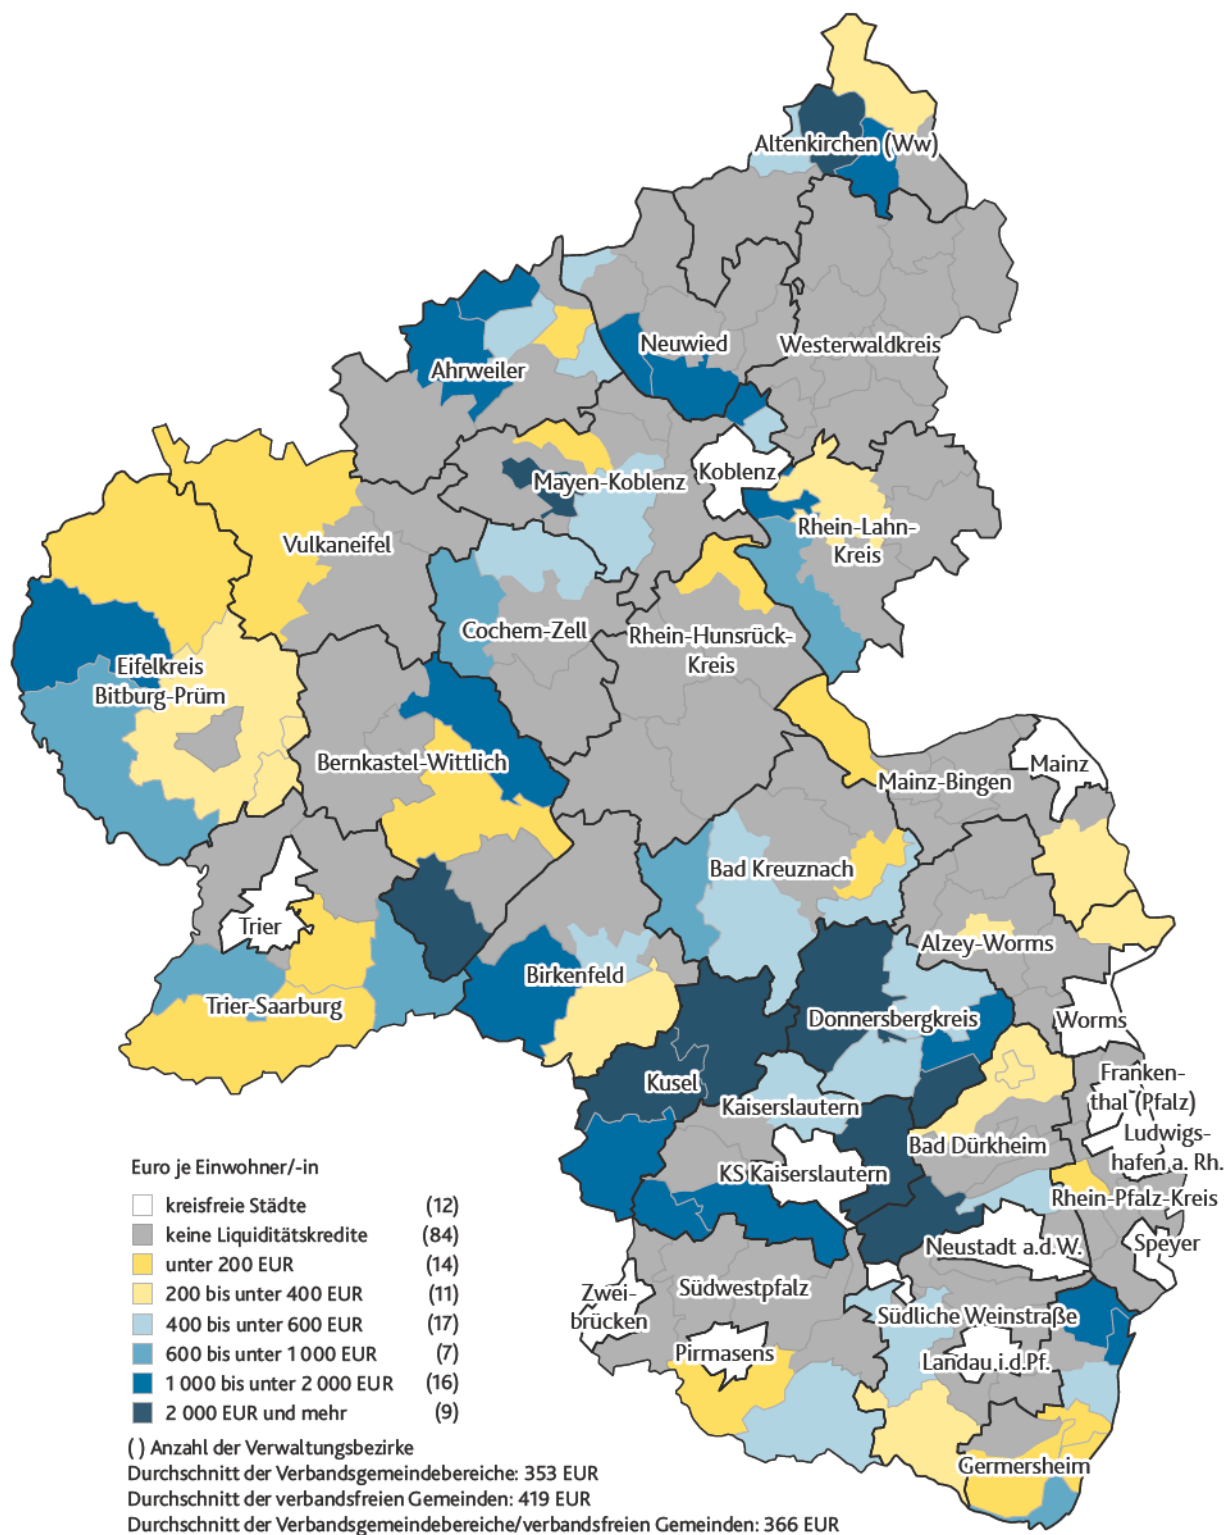 Altenkirchen (Ww)
Neuwied
Westerwaldkreis
Ahrweiler
Koblenz
Mayen-Koblenz
Rhein-Lahn-
Kreis
Vulkaneifel
Cochem-Zell
Rhein-Hunsrück-
Kreis
Eifelkreis
Bitburg-Prüm
Bernkastel-Wittlich
Mainz
Mainz-Bingen
Bad Kreuznach
Trier
Alzey-Worms
Birkenfeld
Trier-Saarburg
Donnersbergkreis
Worms
Kusel
Franken-
thal (Pfalz)
Kaiserslautern
Ludwigs-
hafen a. Rh.
Bad Dürkheim
KS Kaiserslautern
Rhein-Pfalz-Kreis
Neustadt a.d.W.
Speyer
Südwestpfalz
Zwei-
brücken
Südliche Weinstraße
Pirmasens
Landau i.d.Pf.
Germersheim
Euro je Einwohner/-in
kreisfreie Städte (12)
keine Liquiditätskredite (84)
unter 200 EUR (14)
200 bis unter 400 EUR (11)
400 bis unter 600 EUR (17)
600 bis unter 1 000 EUR (7)
1 000 bis unter 2 000 EUR (16)
2 000 EUR und mehr (9)
( ) Anzahl der Verwaltungsbezirke
Durchschnitt der Verbandsgemeindebereiche: 353 EUR
Durchschnitt der verbandsfreien Gemeinden: 419 EUR
Durchschnitt der Verbandsgemeindebereiche/verbandsfreien Gemeinden: 366 EUR